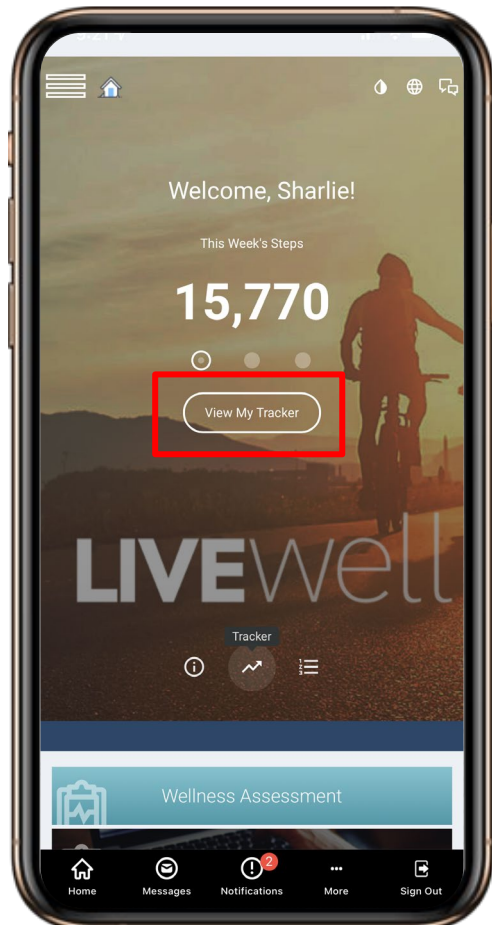 Welcome, Sharlie!
This Week's Steps
15,770
View My Tracker
LIVEwell
Tracker
Wellness Assessment
2
Home Messages Notifications More Sign Out